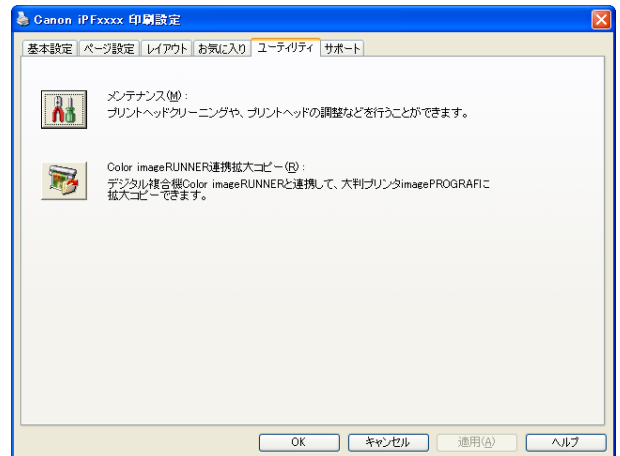 Canon iPFxxxx 印刷設定
基本設定 ページ設定 レイアウト お気に入り ユーティリティ サポート
メンテナンス(M) :
プリントヘッドクリーニングや、プリントヘッドの調整などを行うことができます。
Color imageRUNNER連携拡大コピー(R) :
デジタル複合機Color imageRUNNERと連携して、大判プリンタimagePROGRAFに
拡大コピーできます。
OK キャンセル 適用(A) ヘルプ